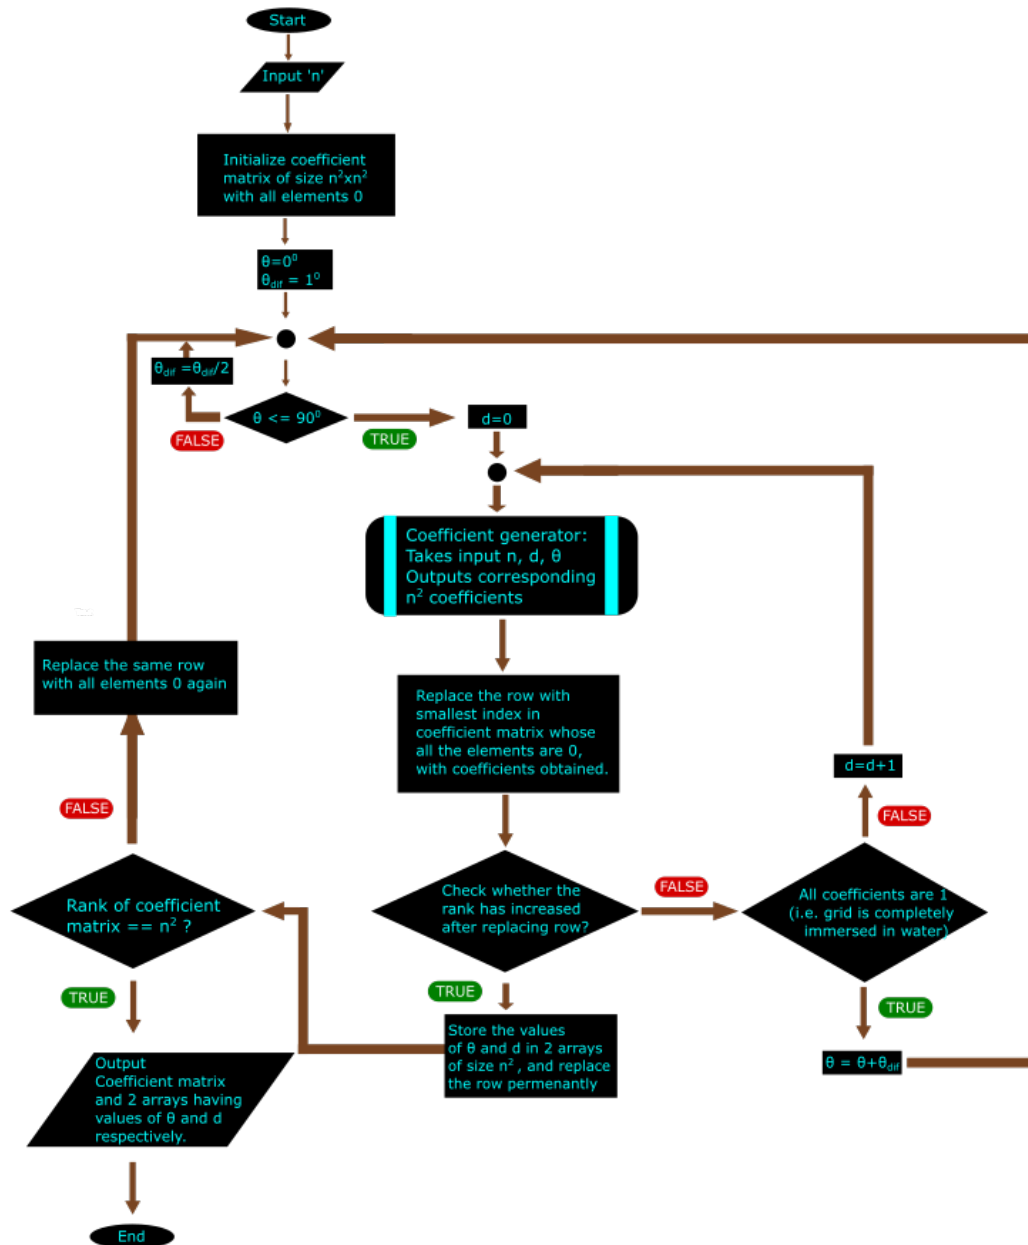 Start
Input 'n'
Initialize coefficient
matrix of size n²xn²
with all elements 0
θ=0⁰
θdif = 1⁰
θdif =θdif/2
θ <= 90⁰
FALSE
TRUE
d=0
Coefficient generator:
Takes input n, d, θ
Outputs corresponding
n² coefficients
Replace the same row
with all elements 0 again
Replace the row with
smallest index in
coefficient matrix whose
all the elements are 0,
with coefficients obtained.
d=d+1
FALSE
FALSE
Rank of coefficient
matrix == n² ?
Check whether the
rank has increased
after replacing row?
FALSE
All coefficients are 1
(i.e. grid is completely
immersed in water)
TRUE
TRUE
TRUE
Store the values
of θ and d in 2 arrays
of size n² , and replace
the row permenantly
θ = θ+θdif
Output
Coefficient matrix
and 2 arrays having
values of θ and d
respectively.
End